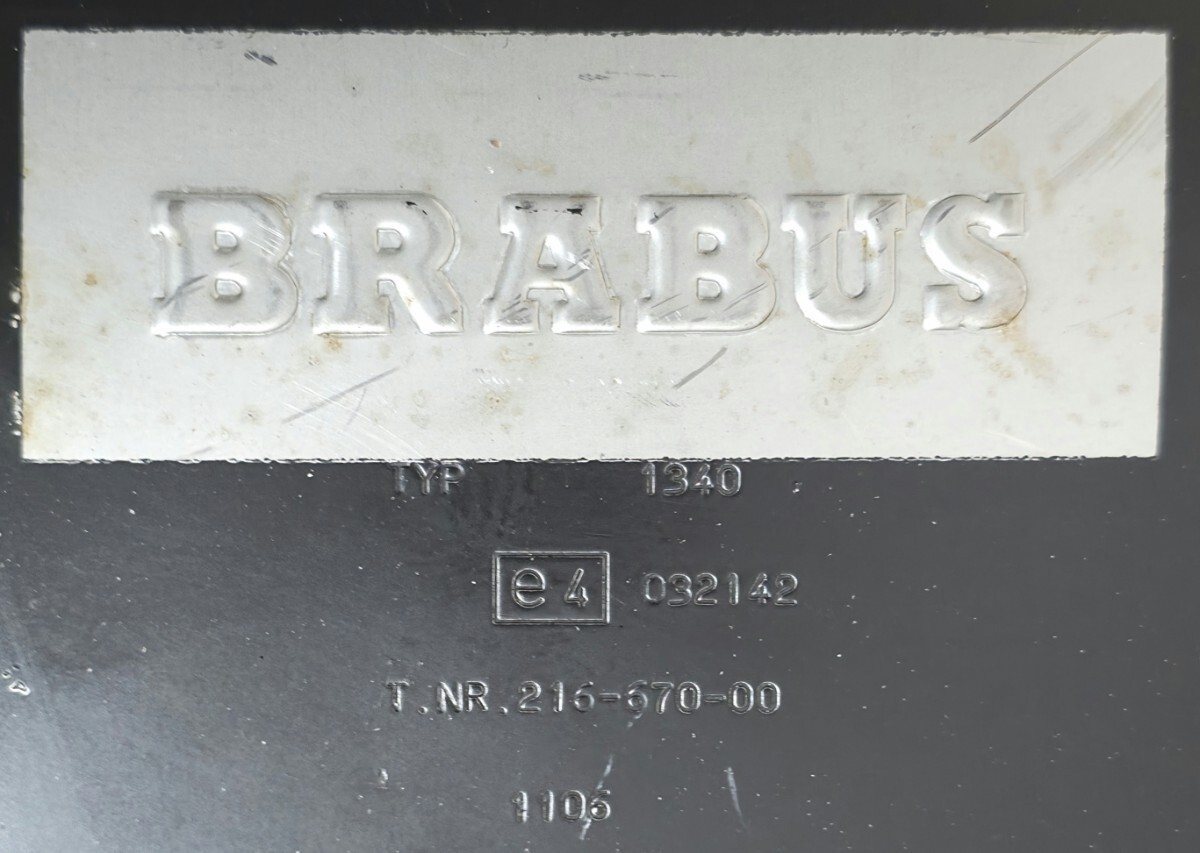 BRABUS
TYP 1340
e4 032142
T.NR.216-670-00
1106